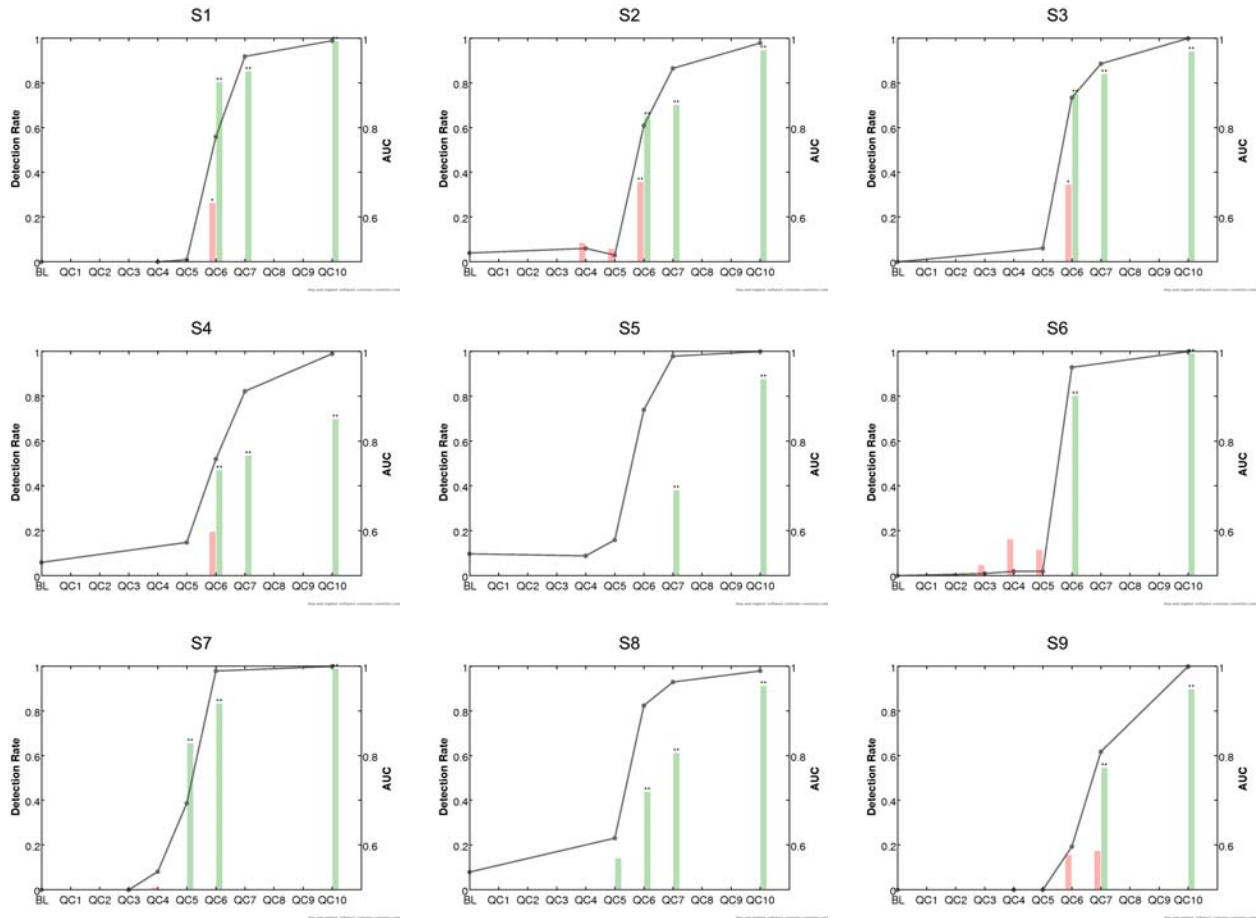 S1 S2 S3
1 1 1 1 1 1
0.8 0.8 0.8 0.8 0.8 0.8
0.6 0.6 0.6 0.6 0.6 0.6
0.4 0.4 0.4
0.2 0.2 0.2
0 0 0
Detection Rate AUC Detection Rate AUC Detection Rate AUC
BL QC1 QC2 QC3 QC4 QC5 QC6 QC7 QC8 QC9 QC10 BL QC1 QC2 QC3 QC4 QC5 QC6 QC7 QC8 QC9 QC10 BL QC1 QC2 QC3 QC4 QC5 QC6 QC7 QC8 QC9 QC10
S4 S5 S6
1 1 1 1 1 1
0.8 0.8 0.8 0.8 0.8 0.8
0.6 0.6 0.6 0.6 0.6 0.6
0.4 0.4 0.4
0.2 0.2 0.2
0 0 0
Detection Rate AUC Detection Rate AUC Detection Rate AUC
BL QC1 QC2 QC3 QC4 QC5 QC6 QC7 QC8 QC9 QC10 BL QC1 QC2 QC3 QC4 QC5 QC6 QC7 QC8 QC9 QC10 BL QC1 QC2 QC3 QC4 QC5 QC6 QC7 QC8 QC9 QC10
S7 S8 S9
1 1 1 1 1 1
0.8 0.8 0.8 0.8 0.8 0.8
0.6 0.6 0.6 0.6 0.6 0.6
0.4 0.4 0.4
0.2 0.2 0.2
0 0 0
Detection Rate AUC Detection Rate AUC Detection Rate AUC
BL QC1 QC2 QC3 QC4 QC5 QC6 QC7 QC8 QC9 QC10 BL QC1 QC2 QC3 QC4 QC5 QC6 QC7 QC8 QC9 QC10 BL QC1 QC2 QC3 QC4 QC5 QC6 QC7 QC8 QC9 QC10